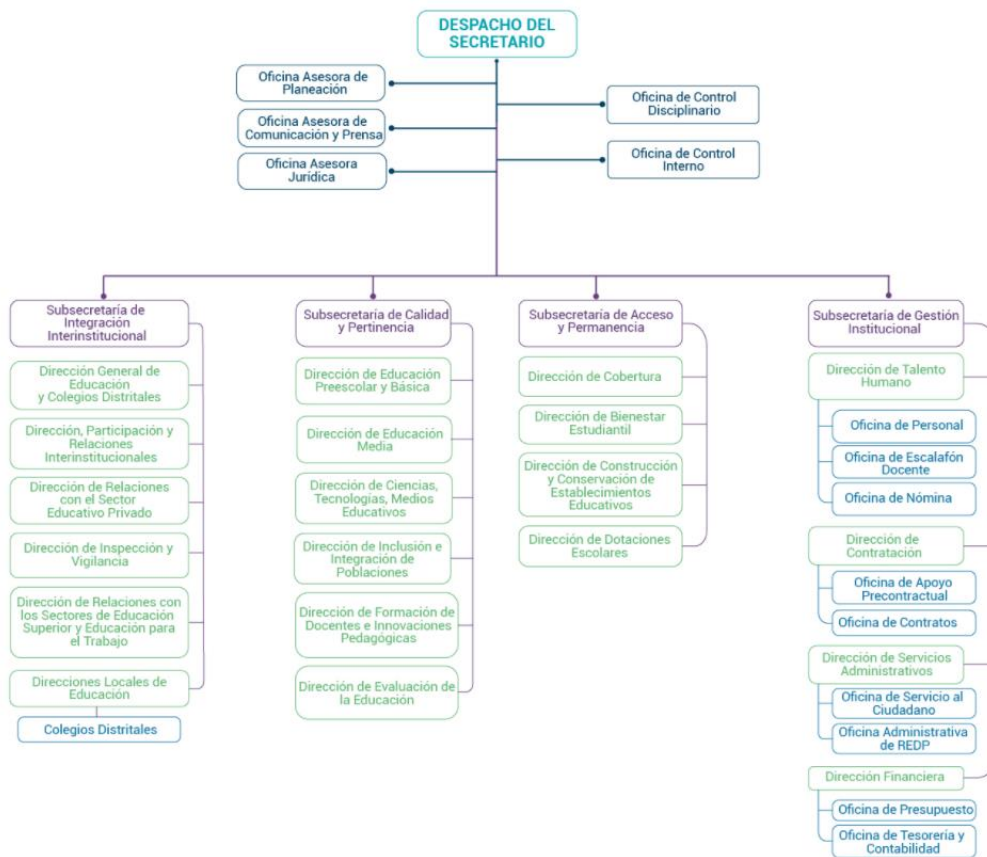 DESPACHO DEL
SECRETARIO
Oficina Asesora de
Planeación
Oficina Asesora de
Comunicación y Prensa
Oficina Asesora
Jurídica
Oficina de Control
Disciplinario
Oficina de Control
Interno
Subsecretaría de
Integración
Interinstitucional
Dirección General de
Educación
y Colegios Distritales
Dirección, Participación y
Relaciones
Interinstitucionales
Dirección de Relaciones
con el Sector
Educativo Privado
Dirección de Inspección y
Vigilancia
Dirección de Relaciones con
los Sectores de Educación
Superior y Educación para
el Trabajo
Direcciones Locales de
Educación
Colegios Distritales
Subsecretaría de Calidad
y Pertinencia
Dirección de Educación
Preescolar y Básica
Dirección de Educación
Media
Dirección de Ciencias,
Tecnologías, Medios
Educativos
Dirección de Inclusión e
Integración de
Poblaciones
Dirección de Formación de
Docentes e Innovaciones
Pedagógicas
Dirección de Evaluación de
la Educación
Subsecretaría de Acceso
y Permanencia
Dirección de Cobertura
Dirección de Bienestar
Estudiantil
Dirección de Construcción
y Conservación de
Establecimientos
Educativos
Dirección de Dotaciones
Escolares
Subsecretaría de Gestión
Institucional
Dirección de Talento
Humano
Oficina de Personal
Oficina de Escalafón
Docente
Oficina de Nómina
Dirección de
Contratación
Oficina de Apoyo
Precontractual
Oficina de Contratos
Dirección de Servicios
Administrativos
Oficina de Servicio al
Ciudadano
Oficina Administrativa
de REDP
Dirección Financiera
Oficina de Presupuesto
Oficina de Tesorería y
Contabilidad